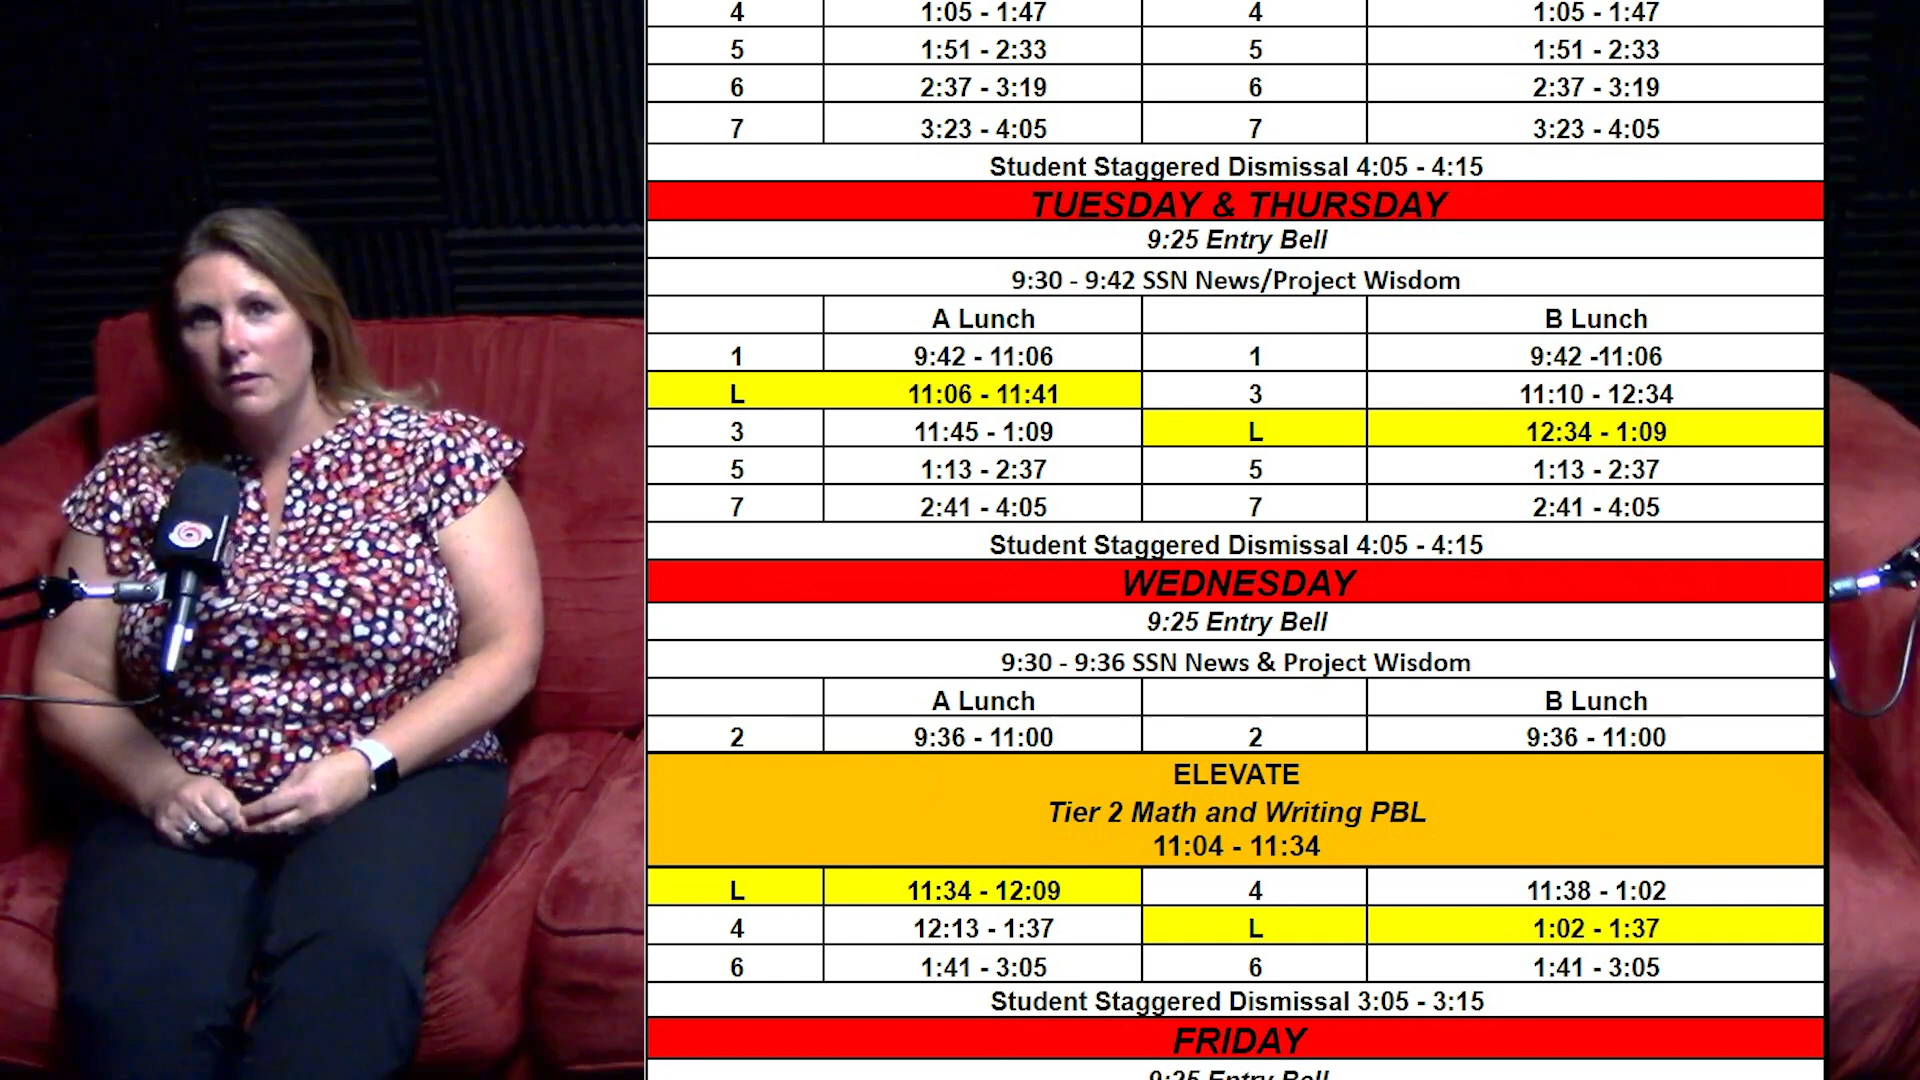 4 1:05 - 1:47 4 1:05 - 1:47
5 1:51 - 2:33 5 1:51 - 2:33
6 2:37 - 3:19 6 2:37 - 3:19
7 3:23 - 4:05 7 3:23 - 4:05
Student Staggered Dismissal 4:05 - 4:15
TUESDAY & THURSDAY
9:25 Entry Bell
9:30 - 9:42 SSN News/Project Wisdom
A Lunch B Lunch
1 9:42 - 11:06 1 9:42 -11:06
L 11:06 - 11:41 3 11:10 - 12:34
3 11:45 - 1:09 L 12:34 - 1:09
5 1:13 - 2:37 5 1:13 - 2:37
7 2:41 - 4:05 7 2:41 - 4:05
Student Staggered Dismissal 4:05 - 4:15
WEDNESDAY
9:25 Entry Bell
9:30 - 9:36 SSN News & Project Wisdom
A Lunch B Lunch
2 9:36 - 11:00 2 9:36 - 11:00
ELEVATE
Tier 2 Math and Writing PBL
11:04 - 11:34
L 11:34 - 12:09 4 11:38 - 1:02
4 12:13 - 1:37 L 1:02 - 1:37
6 1:41 - 3:05 6 1:41 - 3:05
Student Staggered Dismissal 3:05 - 3:15
FRIDAY
9:25 Entry Bell